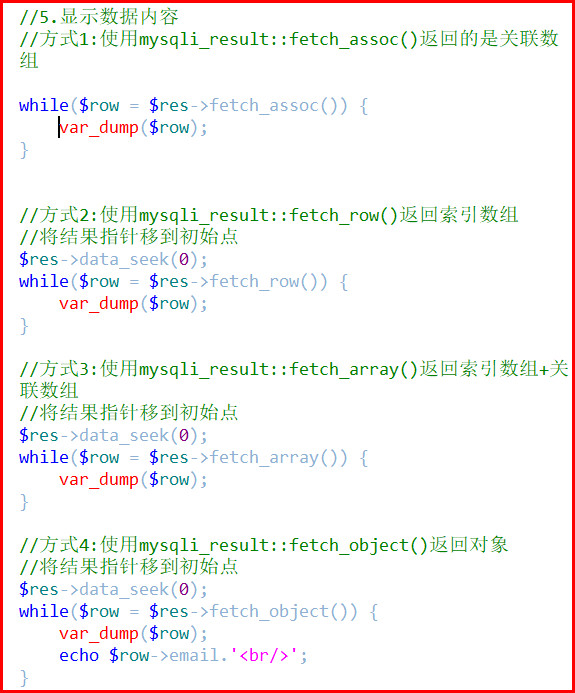 //5.显示数据内容
//方式1:使用mysqli_result::fetch_assoc()返回的是关联数
组
while($row = $res->fetch_assoc()) {
    var_dump($row);
}
//方式2:使用mysqli_result::fetch_row()返回索引数组
//将结果指针移到初始点
$res->data_seek(0);
while($row = $res->fetch_row()) {
    var_dump($row);
}
//方式3:使用mysqli_result::fetch_array()返回索引数组+关
联数组
//将结果指针移到初始点
$res->data_seek(0);
while($row = $res->fetch_array()) {
    var_dump($row);
}
//方式4:使用mysqli_result::fetch_object()返回对象
//将结果指针移到初始点
$res->data_seek(0);
while($row = $res->fetch_object()) {
    var_dump($row);
    echo $row->email.'<br/>';
}